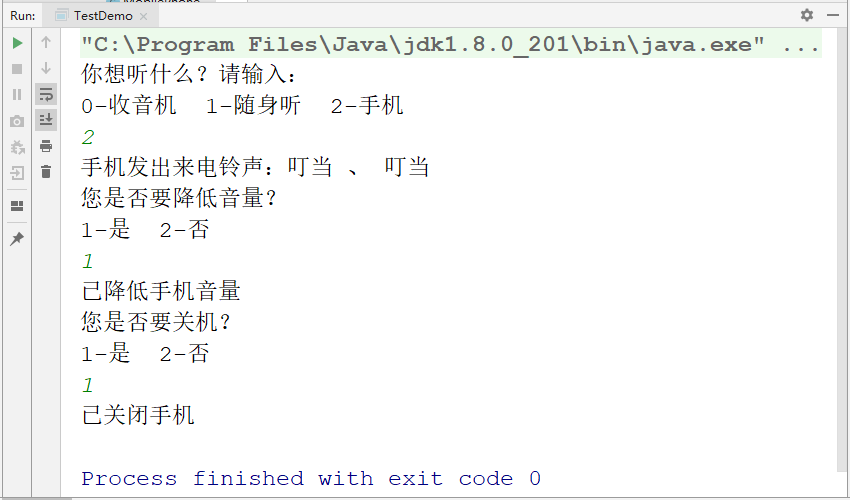 Run:
TestDemo
"C:\Program Files\Java\jdk1.8.0_201\bin\java.exe" ...
你想听什么？请输入：
0-收音机  1-随身听  2-手机
2
手机发出来电铃声：叮当 、 叮当
您是否要降低音量？
1-是  2-否
1
已降低手机音量
您是否要关机？
1-是  2-否
1
已关闭手机
Process finished with exit code 0